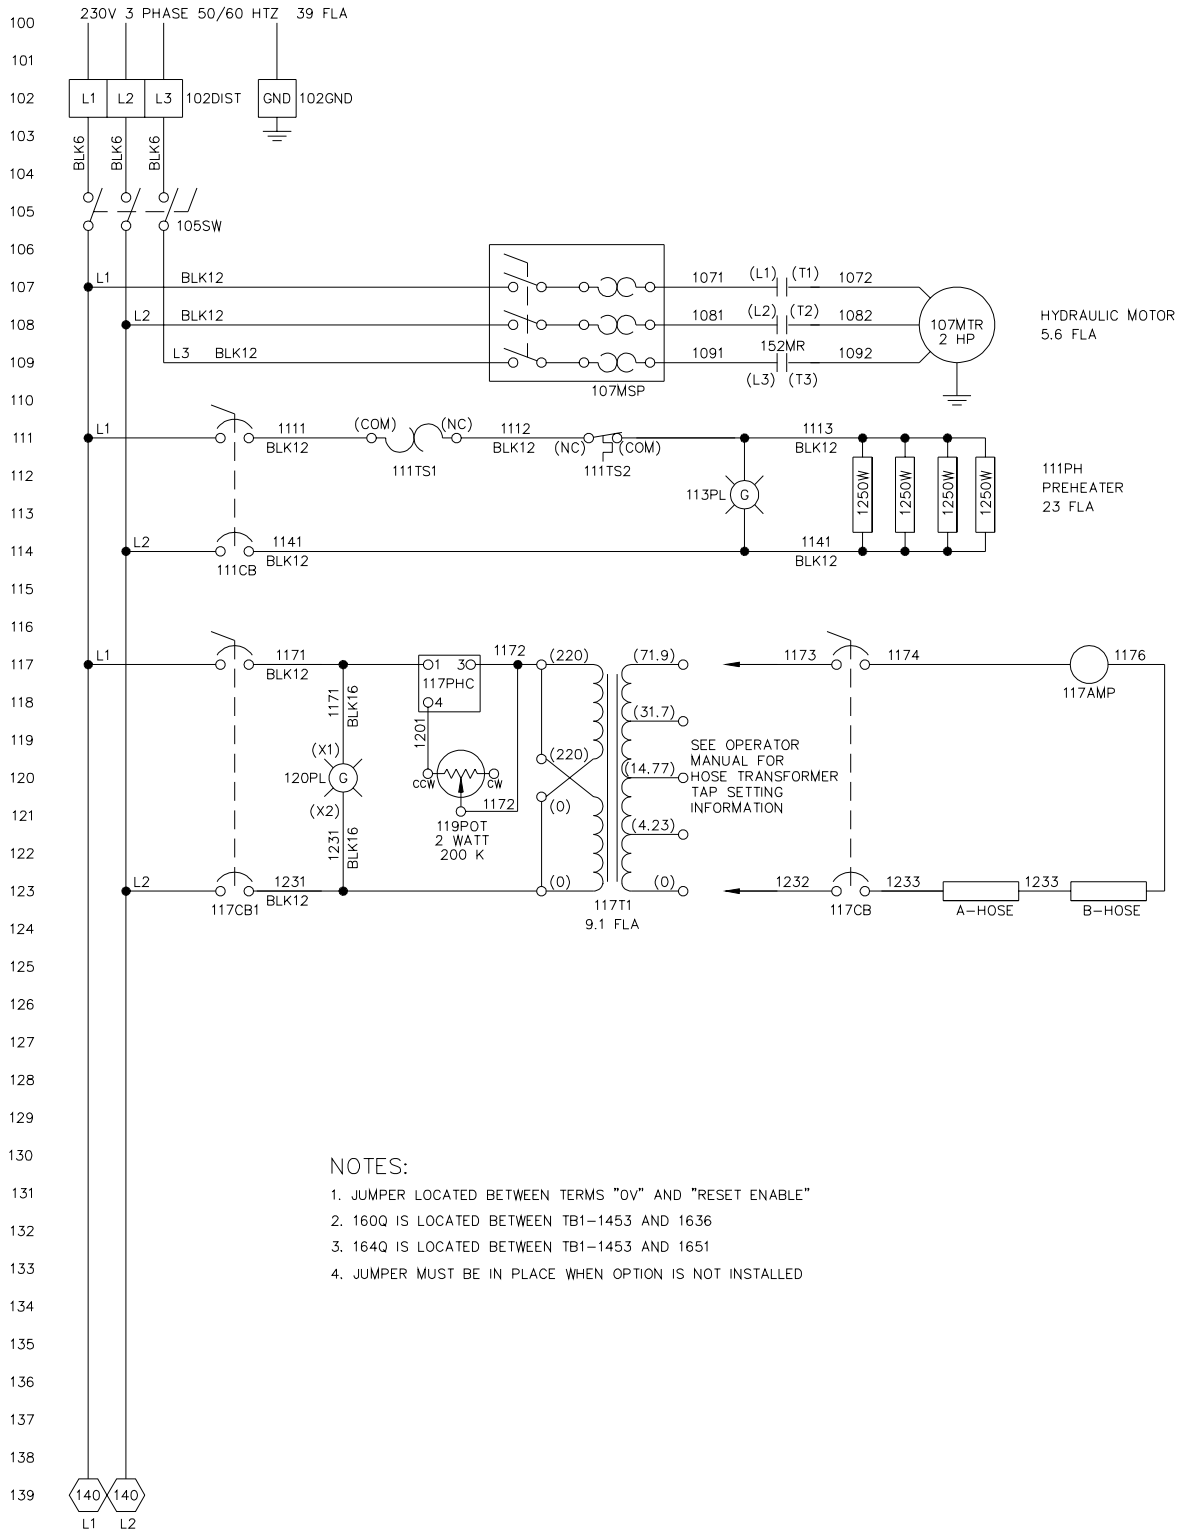 100
230V 3 PHASE 50/60 HTZ 39 FLA
101
102
L1 L2 L3 102DIST GND 102GND
103
BLK6 BLK6 BLK6
104
105
105SW
106
107
L1 BLK12 1071 (L1) (T1) 1072
108
L2 BLK12 1081 (L2) (T2) 1082
107MTR
2 HP
HYDRAULIC MOTOR
5.6 FLA
109
L3 BLK12 1091 152MR 1092
(L3) (T3)
107MSP
110
111
L1 1111 (COM) (NC) 1112 1113
BLK12 BLK12 (NC) (COM) BLK12
111TS1 111TS2
112
1250W 1250W 1250W 1250W
111PH
PREHEATER
23 FLA
113PL G
113
114
L2 1141 1141
BLK12 BLK12
111CB
115
116
117
L1 1171 1 3 1172 (220) (71.9) 1173 1174 1176
BLK12 117PHC 117AMP
118
1171 BLK16 4 (31.7)
119
1201
(X1) (220)
SEE OPERATOR
MANUAL FOR
HOSE TRANSFORMER
TAP SETTING
INFORMATION
120
120PL G CCW CW (14.77)
121
(X2) 1172 (0)
119POT
2 WATT
200 K
(4.23)
122
1231 BLK16
123
L2 1231 (0) (0) 1232 1233 1233
BLK12
117CB1 117T1 117CB A-HOSE B-HOSE
9.1 FLA
124
125
126
127
128
129
130
NOTES:
131
1. JUMPER LOCATED BETWEEN TERMS "0V" AND "RESET ENABLE"
132
2. 160Q IS LOCATED BETWEEN TB1-1453 AND 1636
3. 164Q IS LOCATED BETWEEN TB1-1453 AND 1651
133
4. JUMPER MUST BE IN PLACE WHEN OPTION IS NOT INSTALLED
134
135
136
137
138
139
140 140
L1 L2